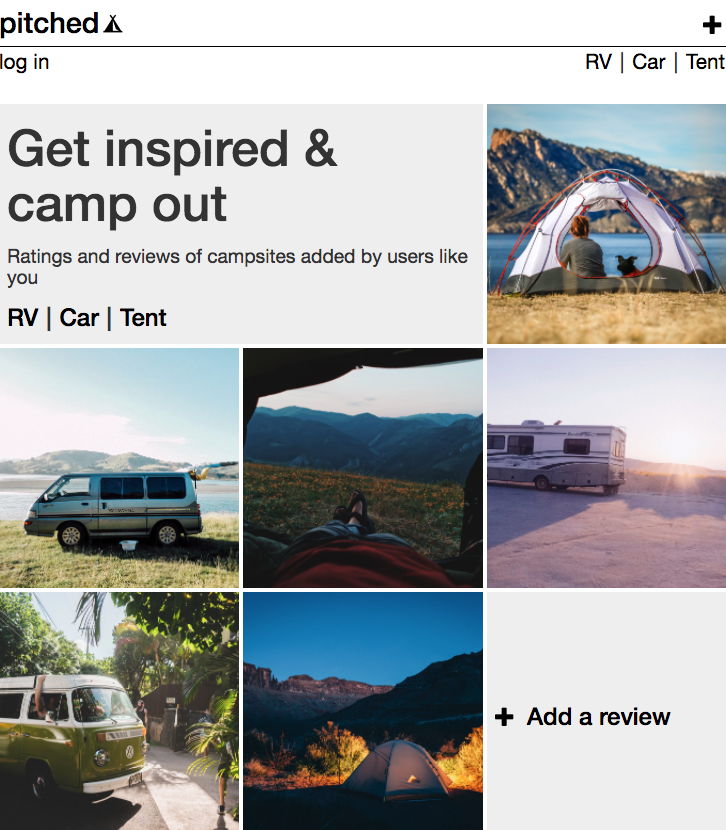 pitched
log in
RV | Car | Tent
Get inspired &
camp out
Ratings and reviews of campsites added by users like
you
RV | Car | Tent
Add a review